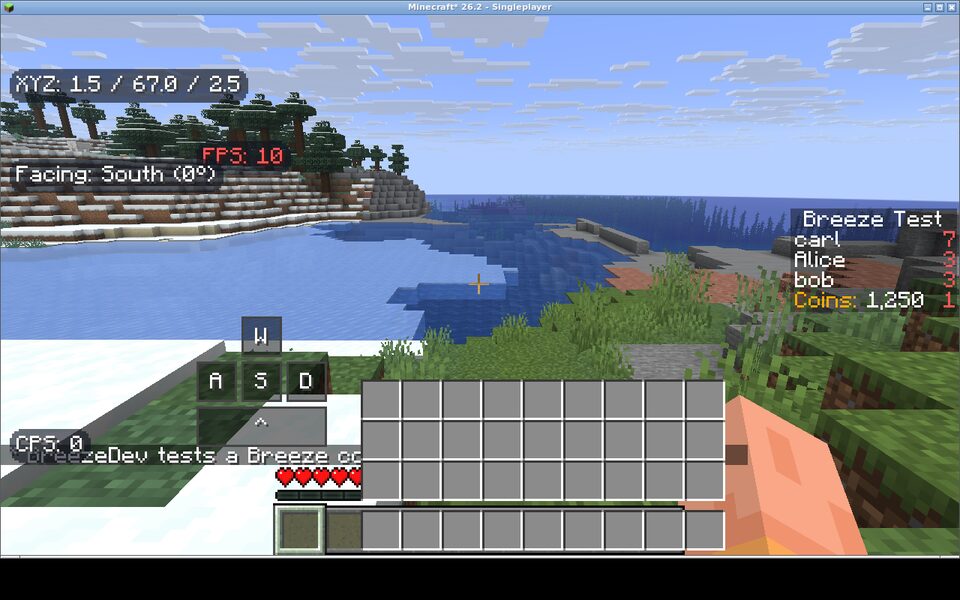 Minecraft* 26.2 - Singleplayer
XYZ: 1.5 / 67.0 / 2.5
FPS: 10
Facing: South (0°)
Breeze Test
carl 7
Alice 3
bob 3
Coins: 1,250 1
W
A S D
^
CPS: 0
BreezeDev tests a Breeze